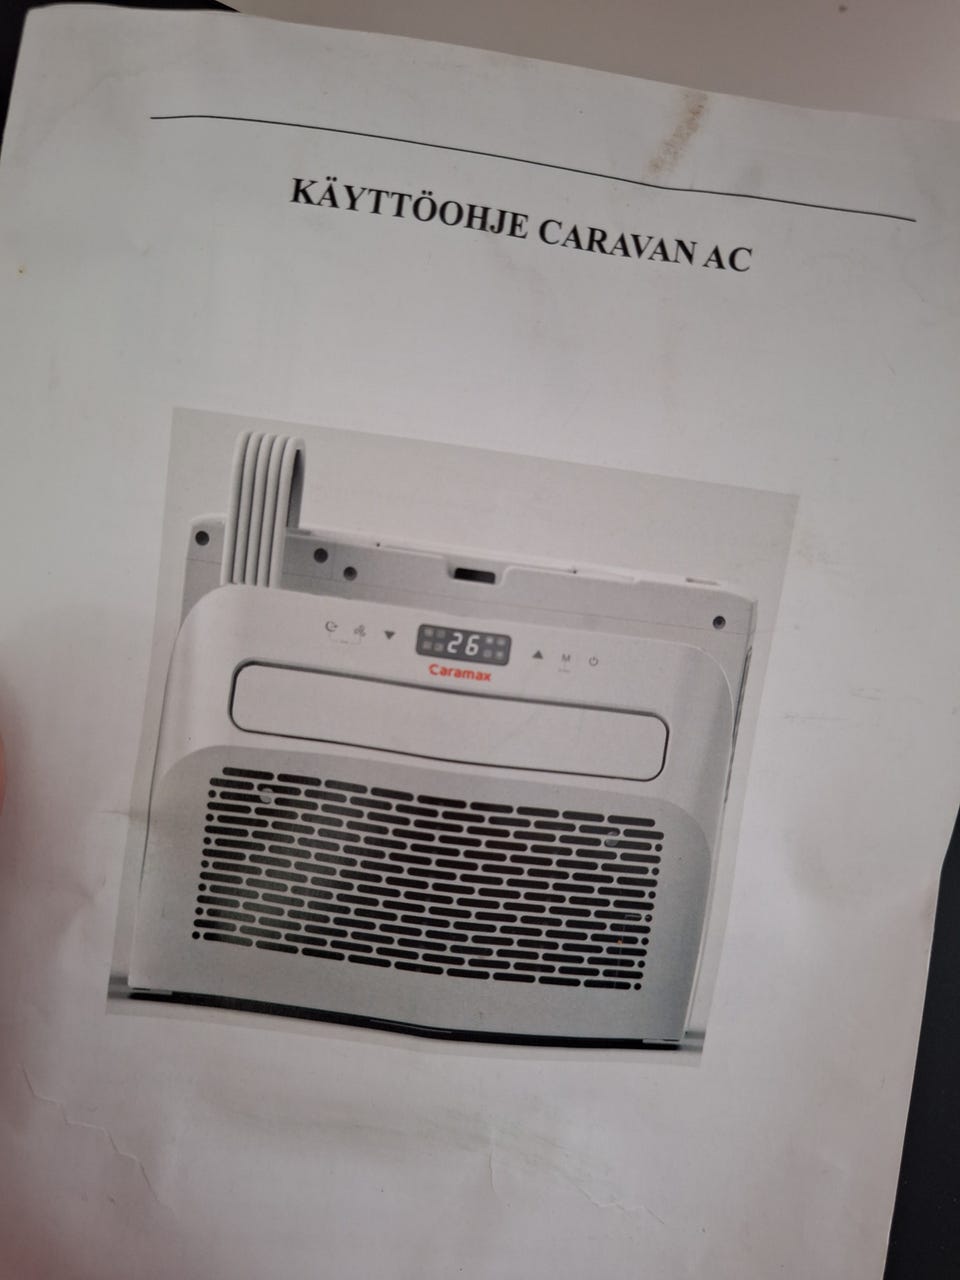 KÄYTTÖOHJE CARAVAN AC
26
M
Caramax